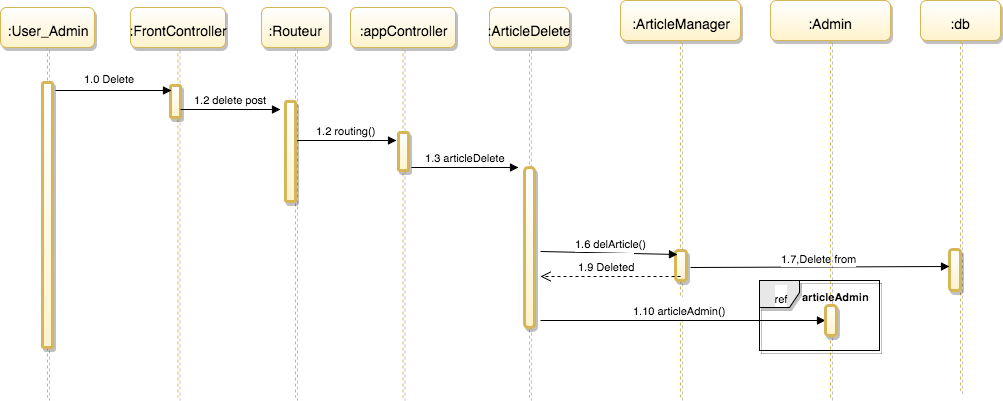 :User_Admin
:FrontController
:Routeur
:appController
:ArticleDelete
:ArticleManager
:Admin
:db
1.0 Delete
1.2 delete post
1.2 routing()
1.3 articleDelete
1.6 delArticle()
1.7,Delete from
1.9 Deleted
ref
articleAdmin
1.10 articleAdmin()